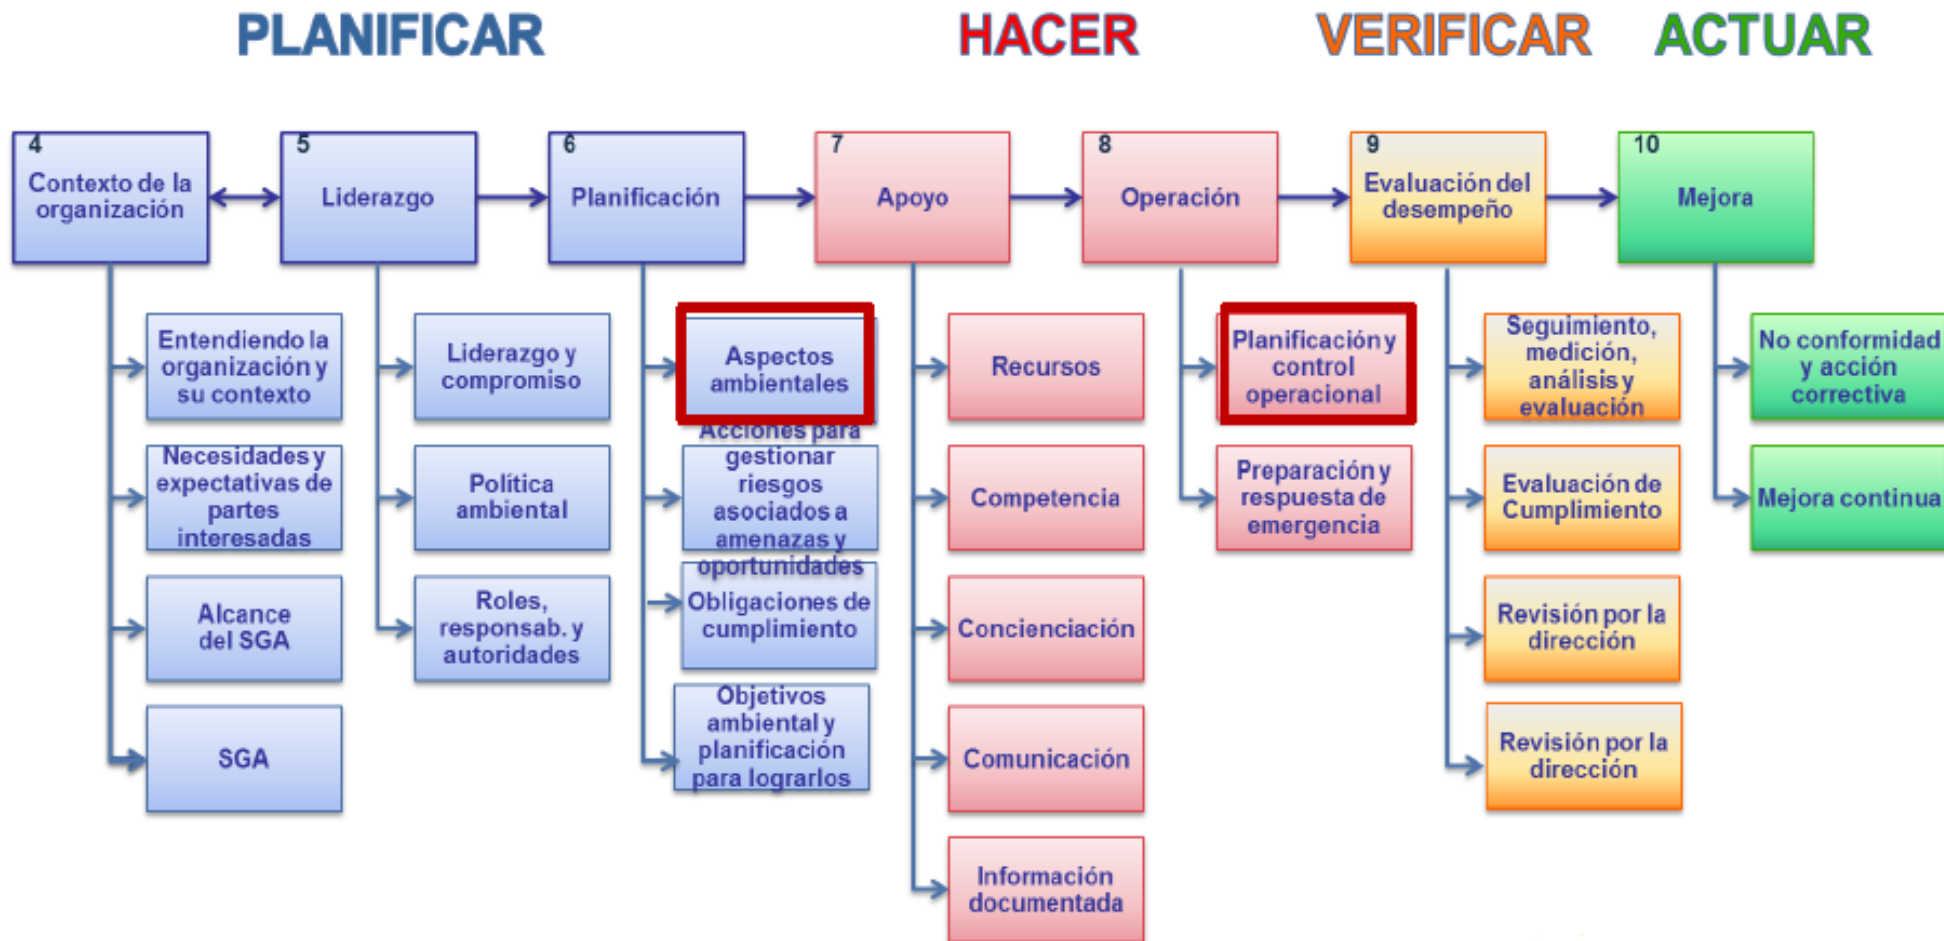 PLANIFICAR
HACER
VERIFICAR
ACTUAR
4
Contexto de la
organización
5
Liderazgo
6
Planificación
7
Apoyo
8
Operación
9
Evaluación del
desempeño
10
Mejora
Entendiendo la
organización y
su contexto
Necesidades y
expectativas de
partes
interesadas
Alcance
del SGA
SGA
Liderazgo y
compromiso
Política
ambiental
Roles,
responsab. y
autoridades
Aspectos
ambientales
Acciones para
gestionar
riesgos
asociados a
amenazas y
oportunidades
Obligaciones de
cumplimiento
Objetivos
ambiental y
planificación
para lograrlos
Recursos
Competencia
Concienciación
Comunicación
Información
documentada
Planificación y
control
operacional
Preparación y
respuesta de
emergencia
Seguimiento,
medición,
análisis y
evaluación
Evaluación de
Cumplimiento
Revisión por la
dirección
Revisión por la
dirección
No conformidad
y acción
correctiva
Mejora continua